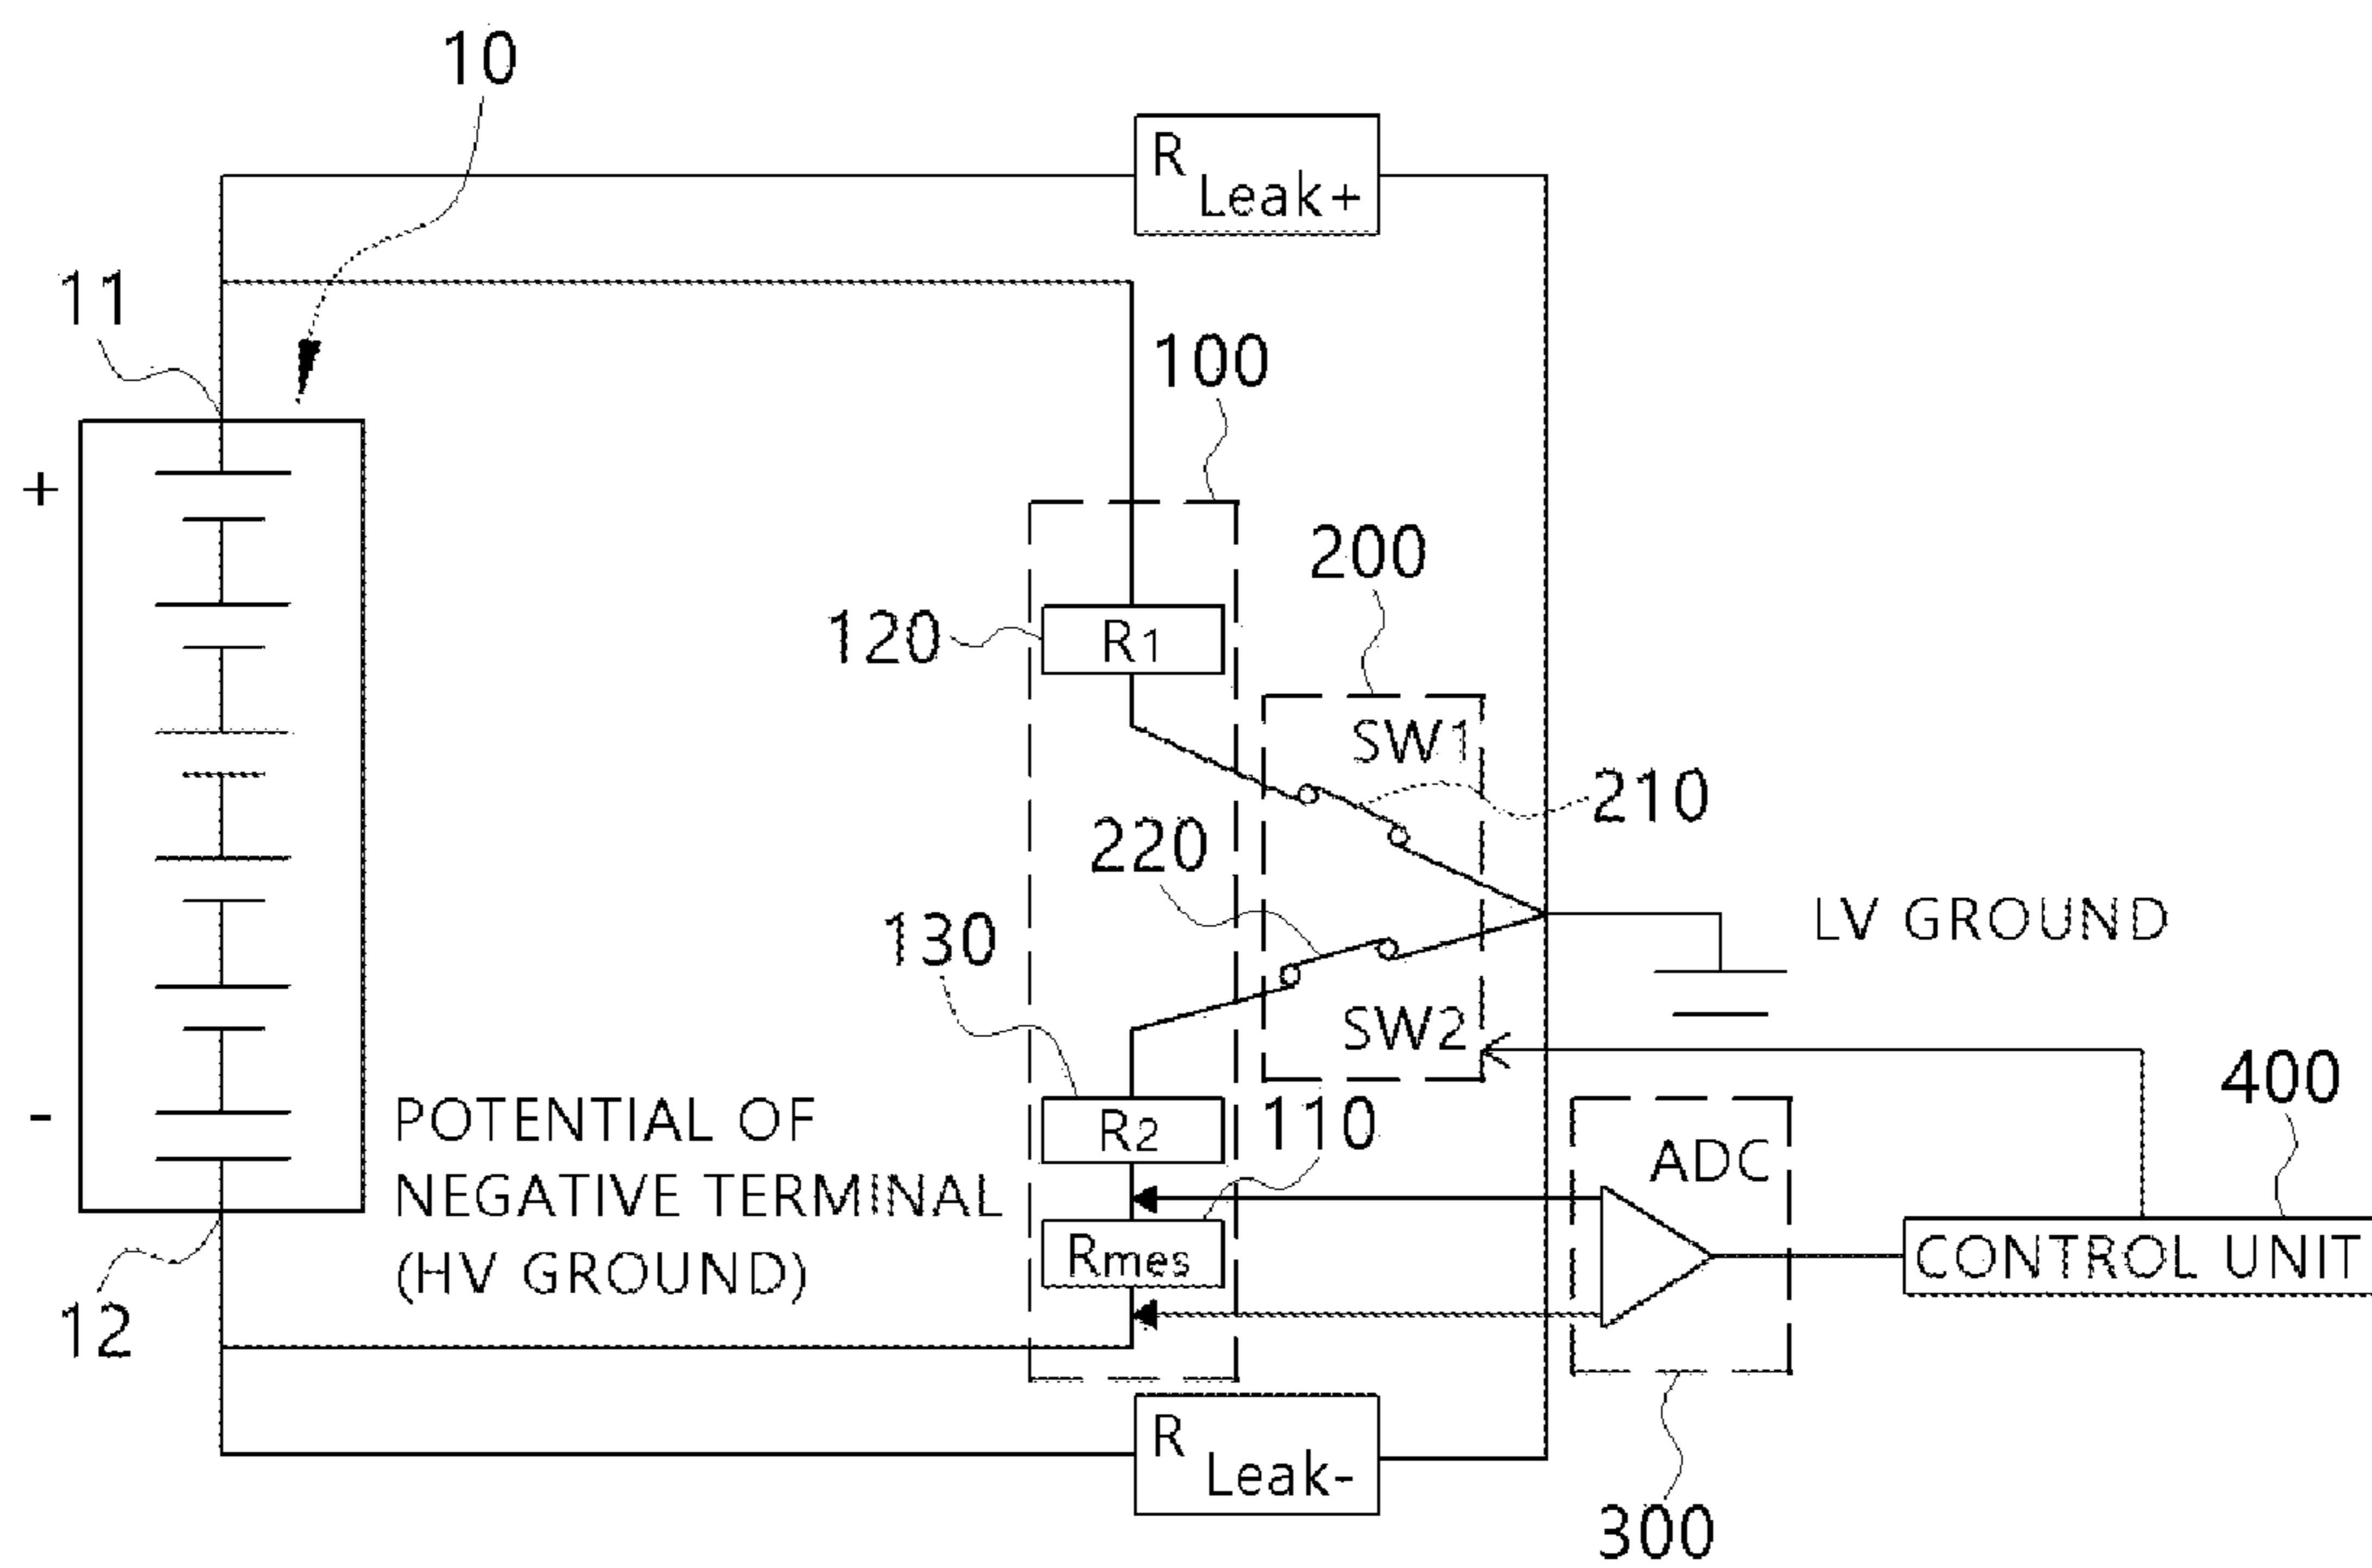 10
R
Leak+
11
100
+
200
120
R1
SW1
210
220
130
LV GROUND
SW2
400
-
POTENTIAL OF
R2
110
ADC
NEGATIVE TERMINAL
(HV GROUND)
Rmes
CONTROL UNIT
12
R
Leak-
300